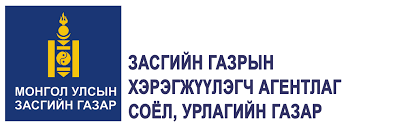 МОНГОЛ УЛСЫН
ЗАСГИЙН ГАЗАР
ЗАСГИЙН ГАЗРЫН
ХЭРЭГЖҮҮЛЭГЧ АГЕНТЛАГ
СОЁЛ, УРЛАГИЙН ГАЗАР